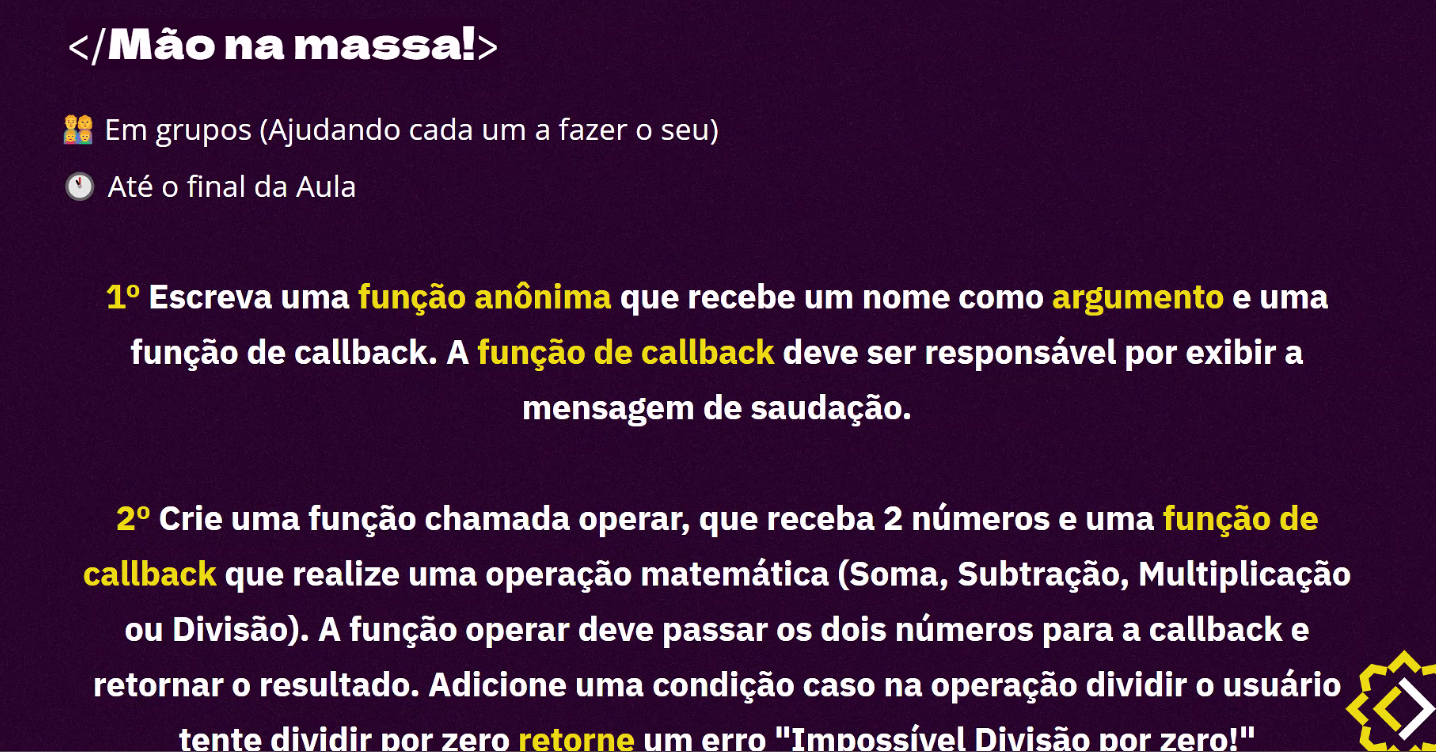 </Mão na massa!>
Em grupos (Ajudando cada um a fazer o seu)
Até o final da Aula
1º Escreva uma função anônima que recebe um nome como argumento e uma
função de callback. A função de callback deve ser responsável por exibir a
mensagem de saudação.
2º Crie uma função chamada operar, que receba 2 números e uma função de
callback que realize uma operação matemática (Soma, Subtração, Multiplicação
ou Divisão). A função operar deve passar os dois números para a callback e
retornar o resultado. Adicione uma condição caso na operação dividir o usuário
tente dividir por zero retorne um erro "Impossível Divisão por zero!"